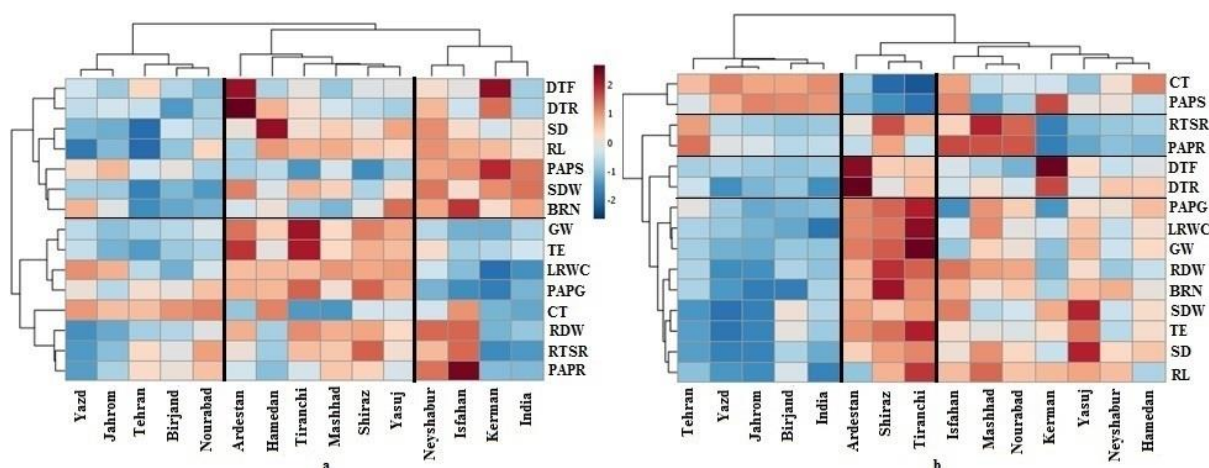 DTF
DTR
SD
RL
PAPS
SDW
BRN
GW
TE
LRWC
PAPG
CT
RDW
RTSR
PAPR
Yazd
Jahrom
Tehran
Birjand
Nourabad
Ardestan
Hamedan
Tiranchi
Mashhad
Shiraz
Yasuj
Neyshabur
Isfahan
Kerman
India
a
2
1
0
-1
-2
CT
PAPS
RTSR
PAPR
DTF
DTR
PAPG
LRWC
GW
RDW
BRN
SDW
TE
SD
RL
Tehran
Yazd
Jahrom
Birjand
India
Ardestan
Shiraz
Tiranchi
Isfahan
Mashhad
Nourabad
Kerman
Yasuj
Neyshabur
Hamedan
b